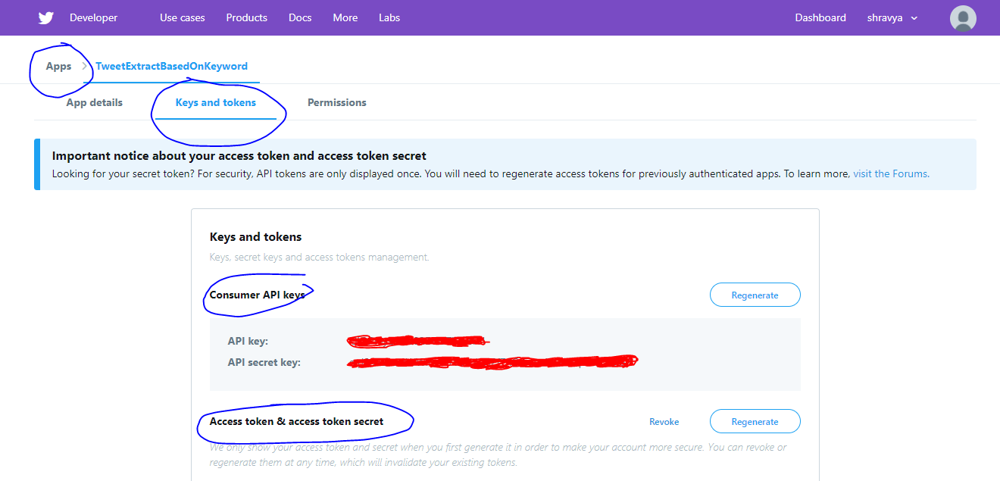 Developer Use cases Products Docs More Labs Dashboard shravya
Apps TweetExtractBasedOnKeyword
App details Keys and tokens Permissions
Important notice about your access token and access token secret
Looking for your secret token? For security, API tokens are only displayed once. You will need to regenerate access tokens for previously authenticated apps. To learn more, visit the Forums.
Keys and tokens
Keys, secret keys and access tokens management.
Consumer API keys Regenerate
API key:
API secret key:
Access token & access token secret Revoke Regenerate
We only show your access token and secret when you first generate it in order to make your account more secure. You can revoke or
regenerate them at any time, which will invalidate your existing tokens.